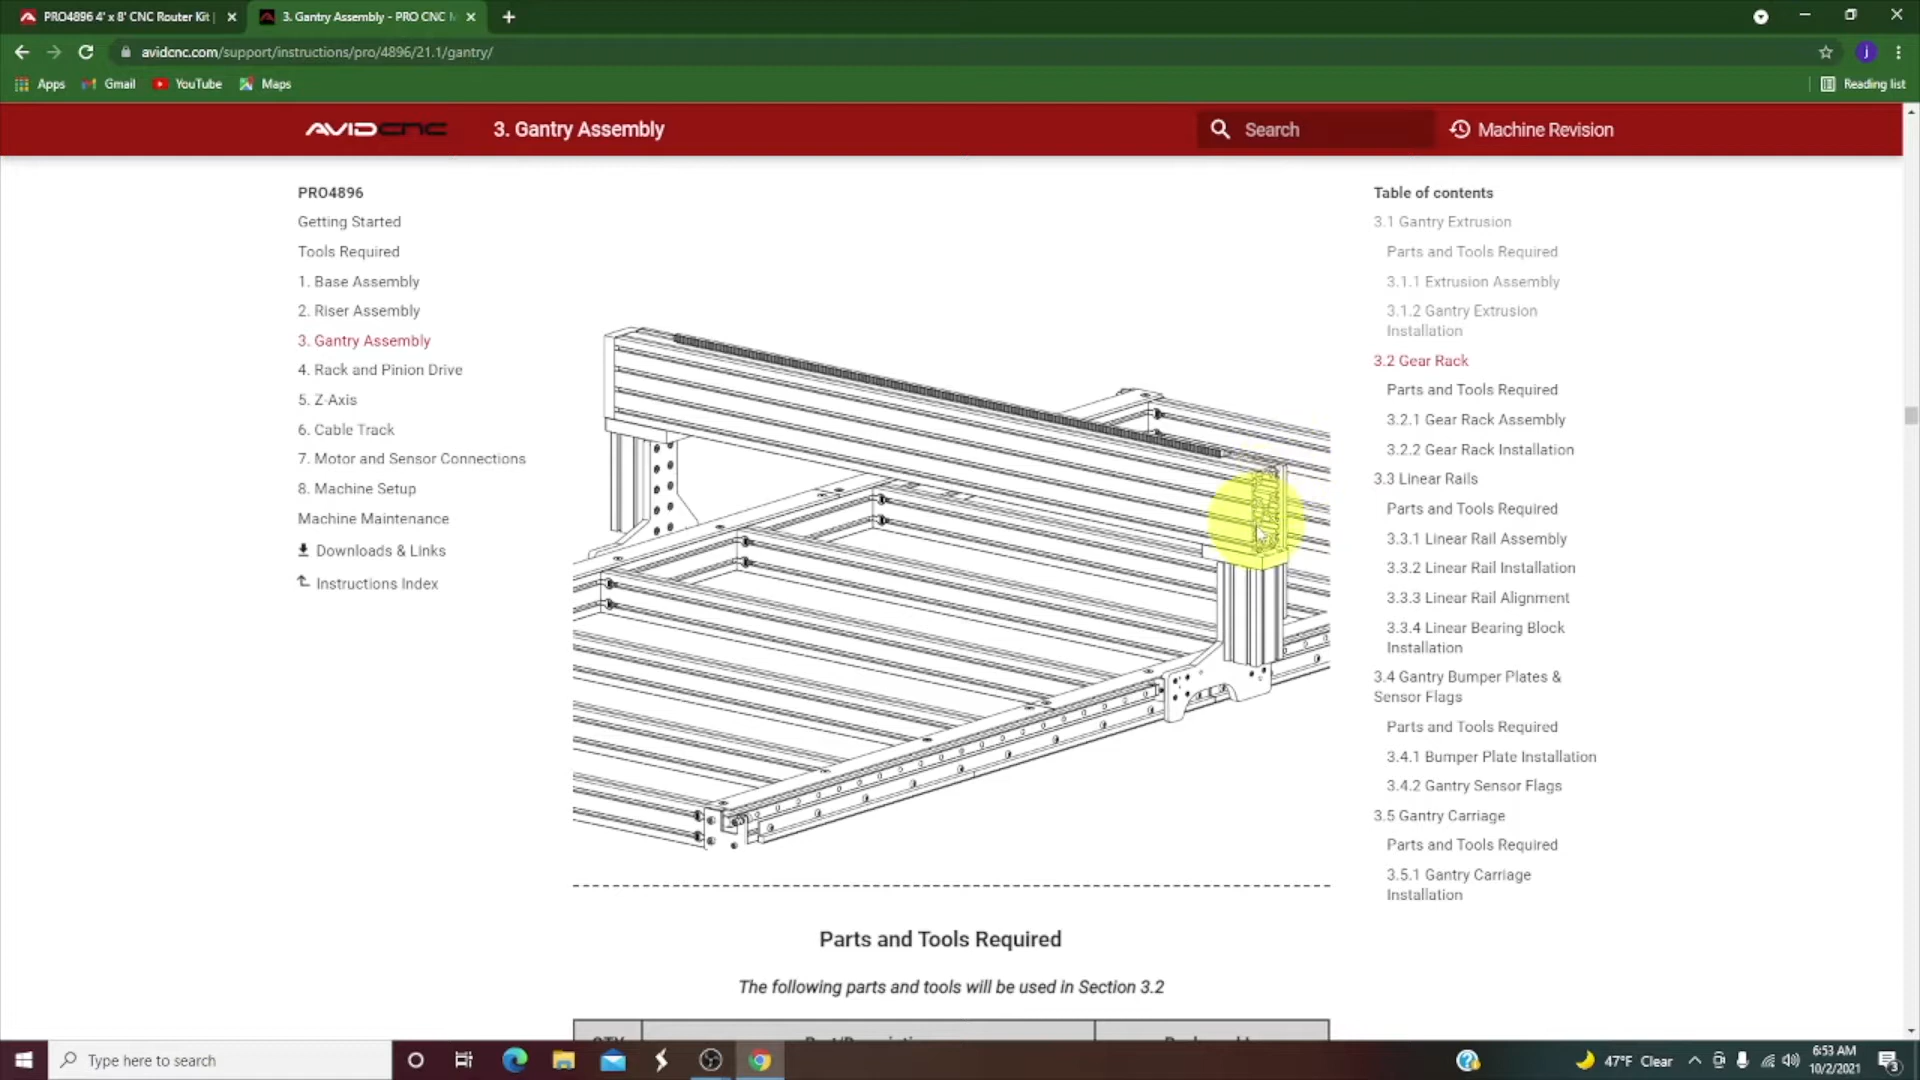 PRO4896 4' x 8' CNC Router Kit |
3. Gantry Assembly - PRO CNC M
avidcnc.com/support/instructions/pro/4896/21.1/gantry/
j
Apps
Gmail
YouTube
Maps
Reading list
AVIDCNC
3. Gantry Assembly
Search
Machine Revision
PRO4896
Getting Started
Tools Required
1. Base Assembly
2. Riser Assembly
3. Gantry Assembly
4. Rack and Pinion Drive
5. Z-Axis
6. Cable Track
7. Motor and Sensor Connections
8. Machine Setup
Machine Maintenance
Downloads & Links
Instructions Index
Parts and Tools Required
The following parts and tools will be used in Section 3.2
Table of contents
3.1 Gantry Extrusion
Parts and Tools Required
3.1.1 Extrusion Assembly
3.1.2 Gantry Extrusion
Installation
3.2 Gear Rack
Parts and Tools Required
3.2.1 Gear Rack Assembly
3.2.2 Gear Rack Installation
3.3 Linear Rails
Parts and Tools Required
3.3.1 Linear Rail Assembly
3.3.2 Linear Rail Installation
3.3.3 Linear Rail Alignment
3.3.4 Linear Bearing Block
Installation
3.4 Gantry Bumper Plates &
Sensor Flags
Parts and Tools Required
3.4.1 Bumper Plate Installation
3.4.2 Gantry Sensor Flags
3.5 Gantry Carriage
Parts and Tools Required
3.5.1 Gantry Carriage
Installation
Type here to search
47°F Clear
6:53 AM
10/2/2021
3